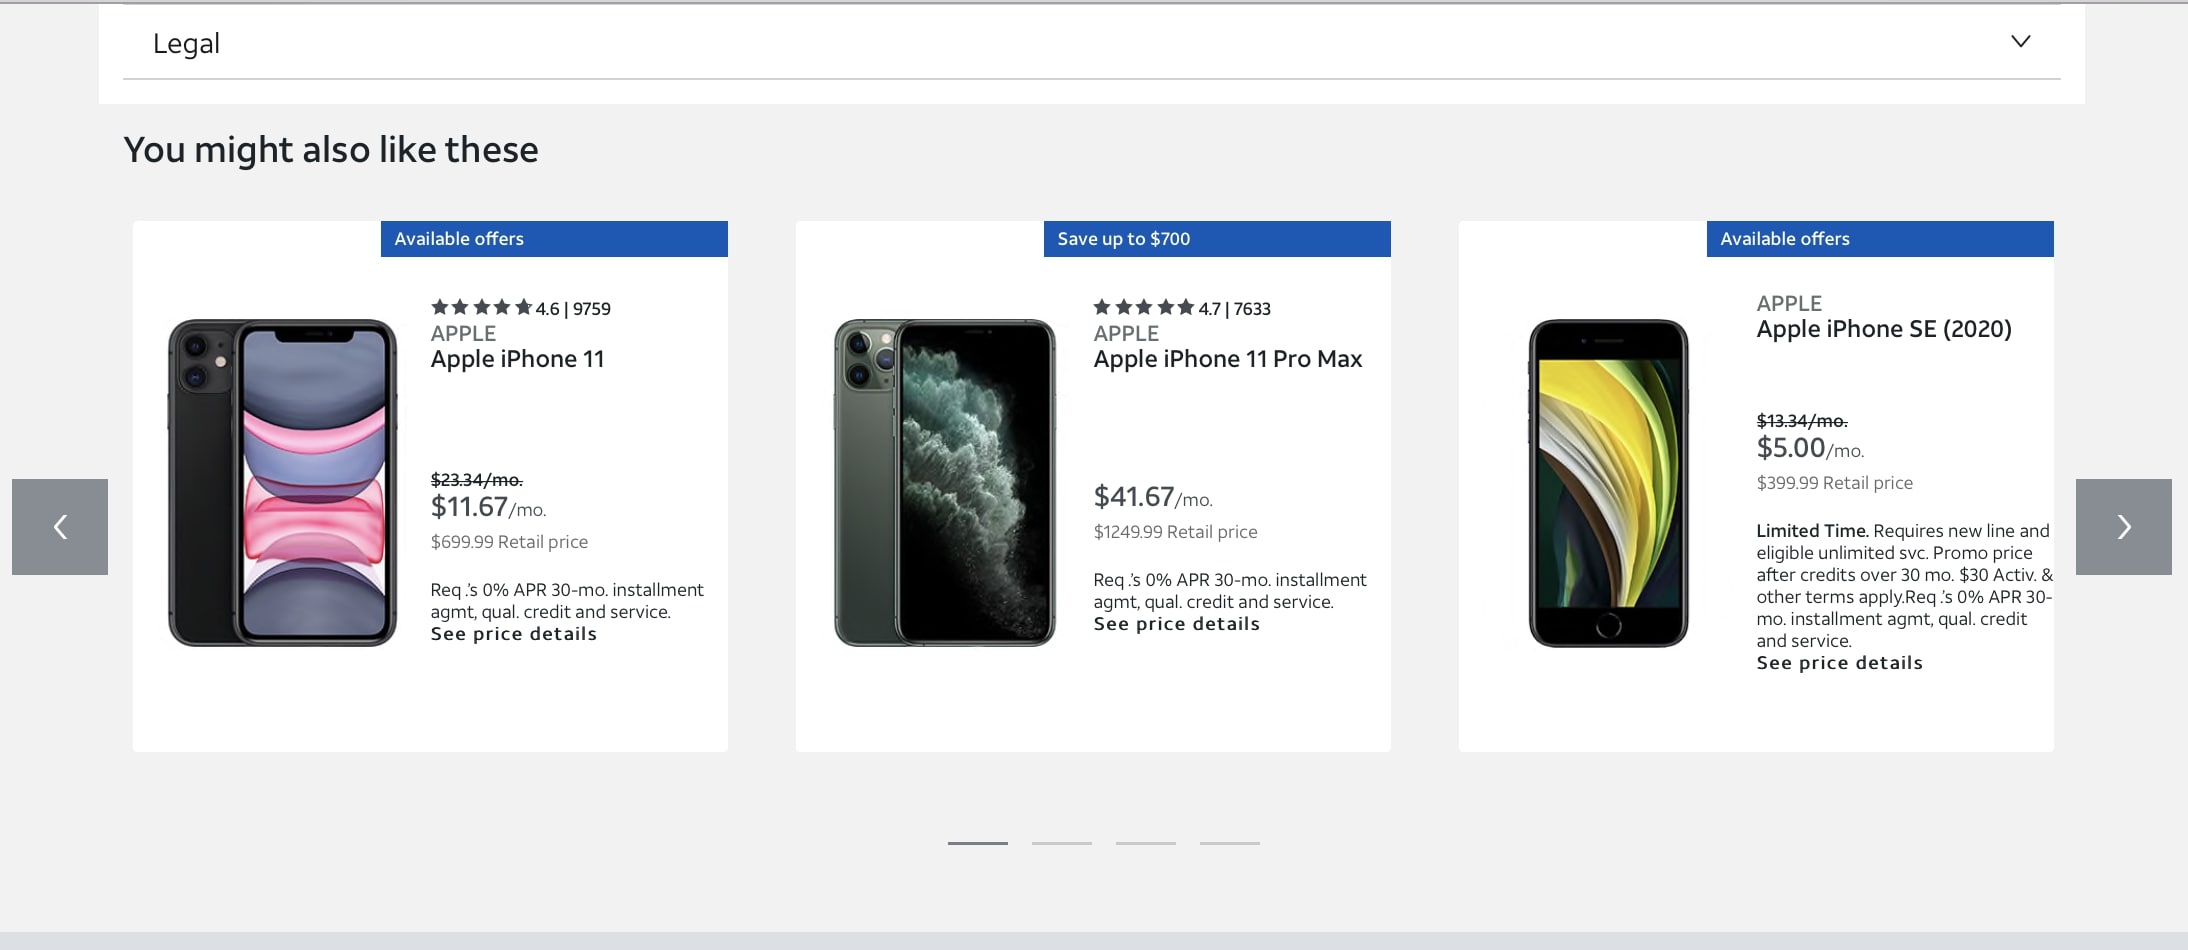 Legal
You might also like these
Available offers
4.6 | 9759
APPLE
Apple iPhone 11
$23.34/mo.
$11.67/mo.
$699.99 Retail price
Req .'s 0% APR 30-mo. installment
agmt, qual. credit and service.
See price details
Save up to $700
4.7 | 7633
APPLE
Apple iPhone 11 Pro Max
$41.67/mo.
$1249.99 Retail price
Req .'s 0% APR 30-mo. installment
agmt, qual. credit and service.
See price details
Available offers
APPLE
Apple iPhone SE (2020)
$13.34/mo.
$5.00/mo.
$399.99 Retail price
Limited Time. Requires new line and
eligible unlimited svc. Promo price
after credits over 30 mo. $30 Activ. &
other terms apply.Req .'s 0% APR 30-
mo. installment agmt, qual. credit
and service.
See price details